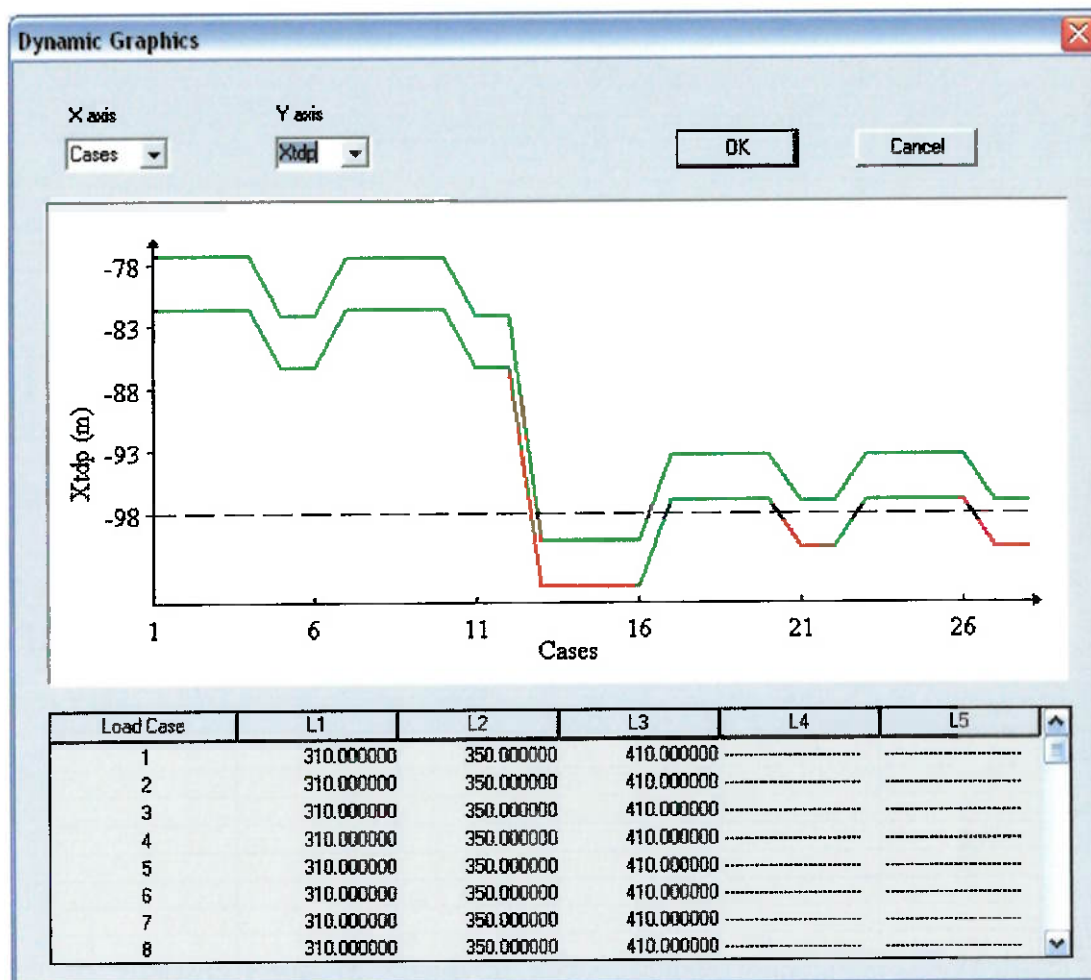 Dynamic Graphics
X axis
Y axis
Cases
Xtdp
OK
Cancel
Xtdp (m)
-78
-83
-88
-93
-98
1 6 11 16 21 26
Cases
Load Case L1 L2 L3 L4 L5
1 310.000000 350.000000 410.000000 -------------------- --------------------
2 310.000000 350.000000 410.000000 -------------------- --------------------
3 310.000000 350.000000 410.000000 -------------------- --------------------
4 310.000000 350.000000 410.000000 -------------------- --------------------
5 310.000000 350.000000 410.000000 -------------------- --------------------
6 310.000000 350.000000 410.000000 -------------------- --------------------
7 310.000000 350.000000 410.000000 -------------------- --------------------
8 310.000000 350.000000 410.000000 -------------------- --------------------